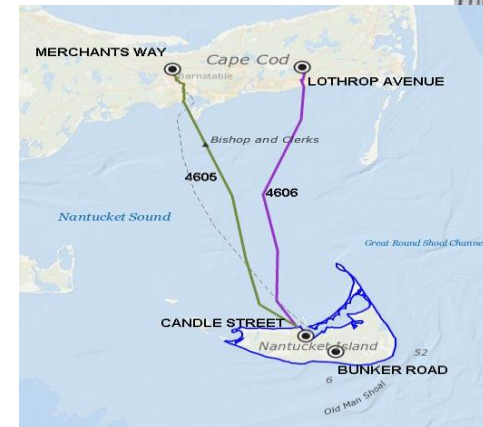 MERCHANTS WAY
Cape Cod
Barnstable
LOTHROP AVENUE
Bishop and Clerks
4605
4606
Nantucket Sound
Great Round Shoal Channe
CANDLE STREET
Nantucket Island
52
BUNKER ROAD
6
Old Man Shoal